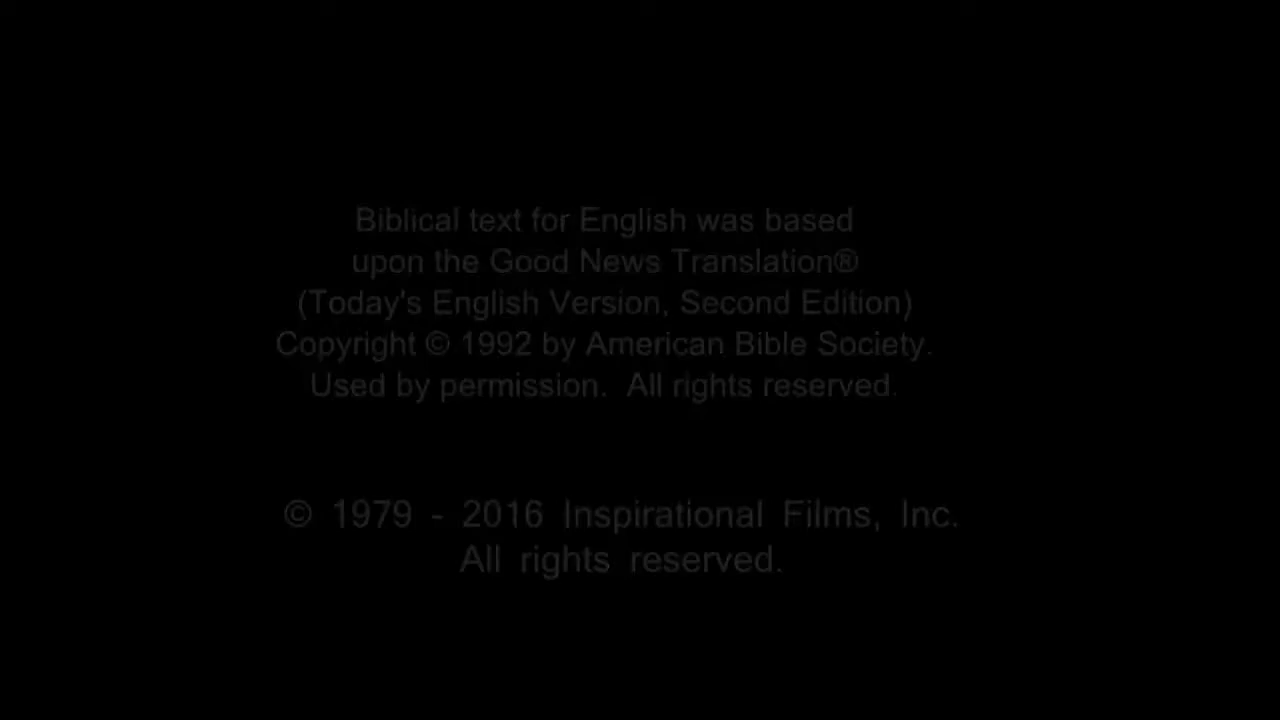 Biblical text for English was based
upon the Good News Translation®
(Today's English Version, Second Edition)
Copyright © 1992 by American Bible Society.
Used by permission.  All rights reserved.
© 1979 - 2016 Inspirational Films, Inc.
All rights reserved.